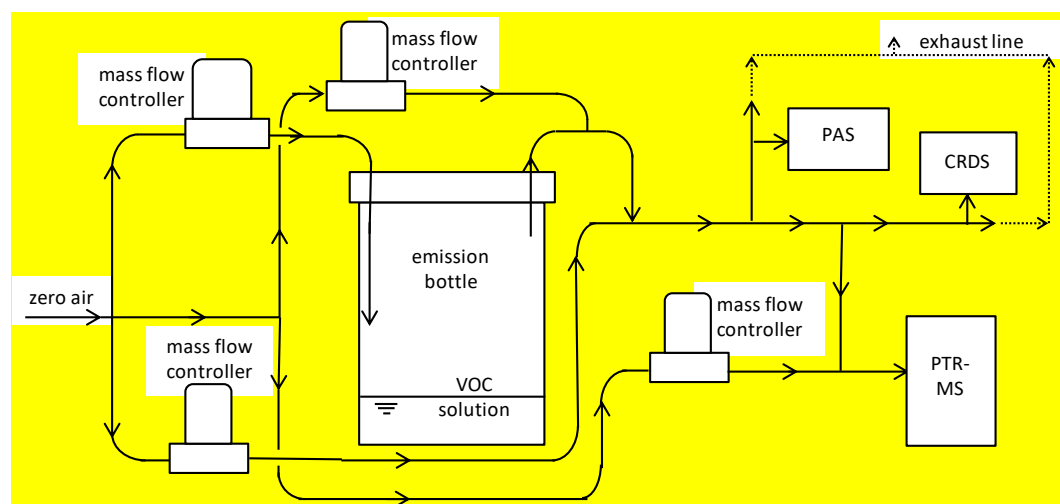 mass flow
controller
exhaust line
mass flow
controller
PAS
CRDS
emission
bottle
zero air
mass flow
controller
mass flow
controller
PTR-
MS
VOC
solution